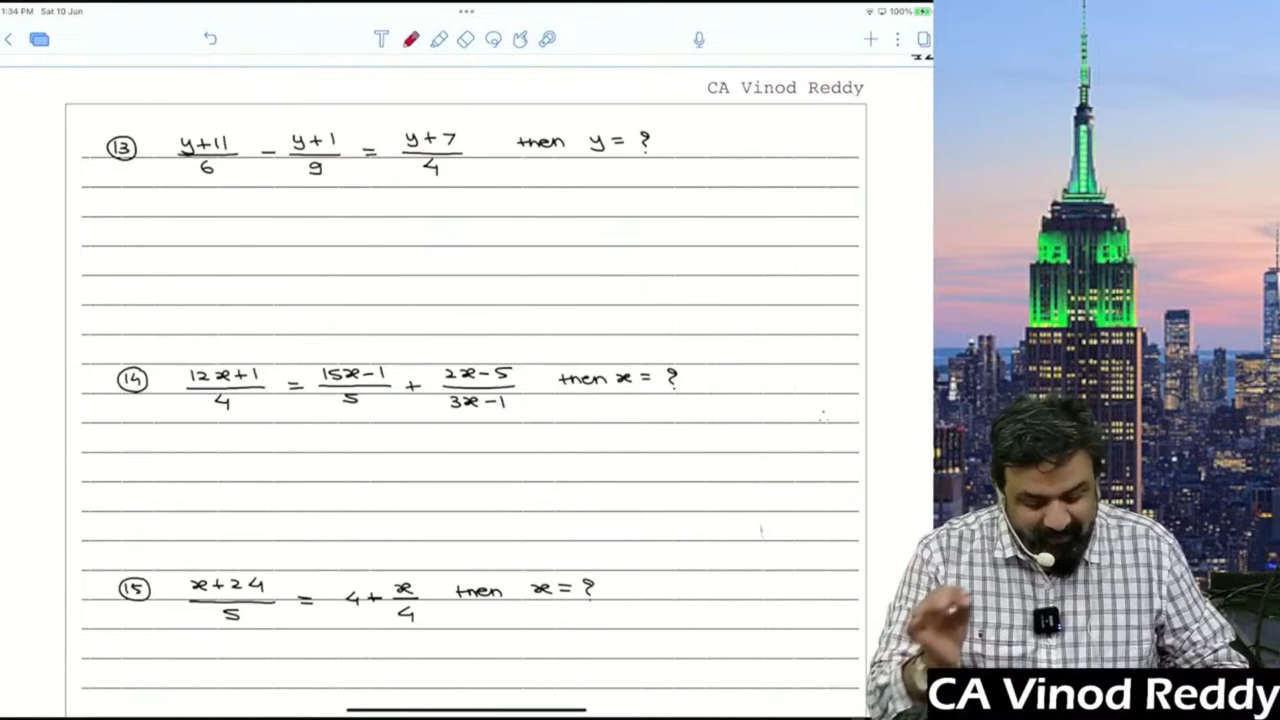 1:34 PM Sat 10 Jun
100%
T
CA Vinod Reddy
13 y+11/6 - y+1/9 = y+7/4 then y = ?
14 12x+1/4 = 15x-1/5 + 2x-5/3x-1 then x = ?
15 x+24/5 = 4 + x/4 then x = ?
CA Vinod Reddy